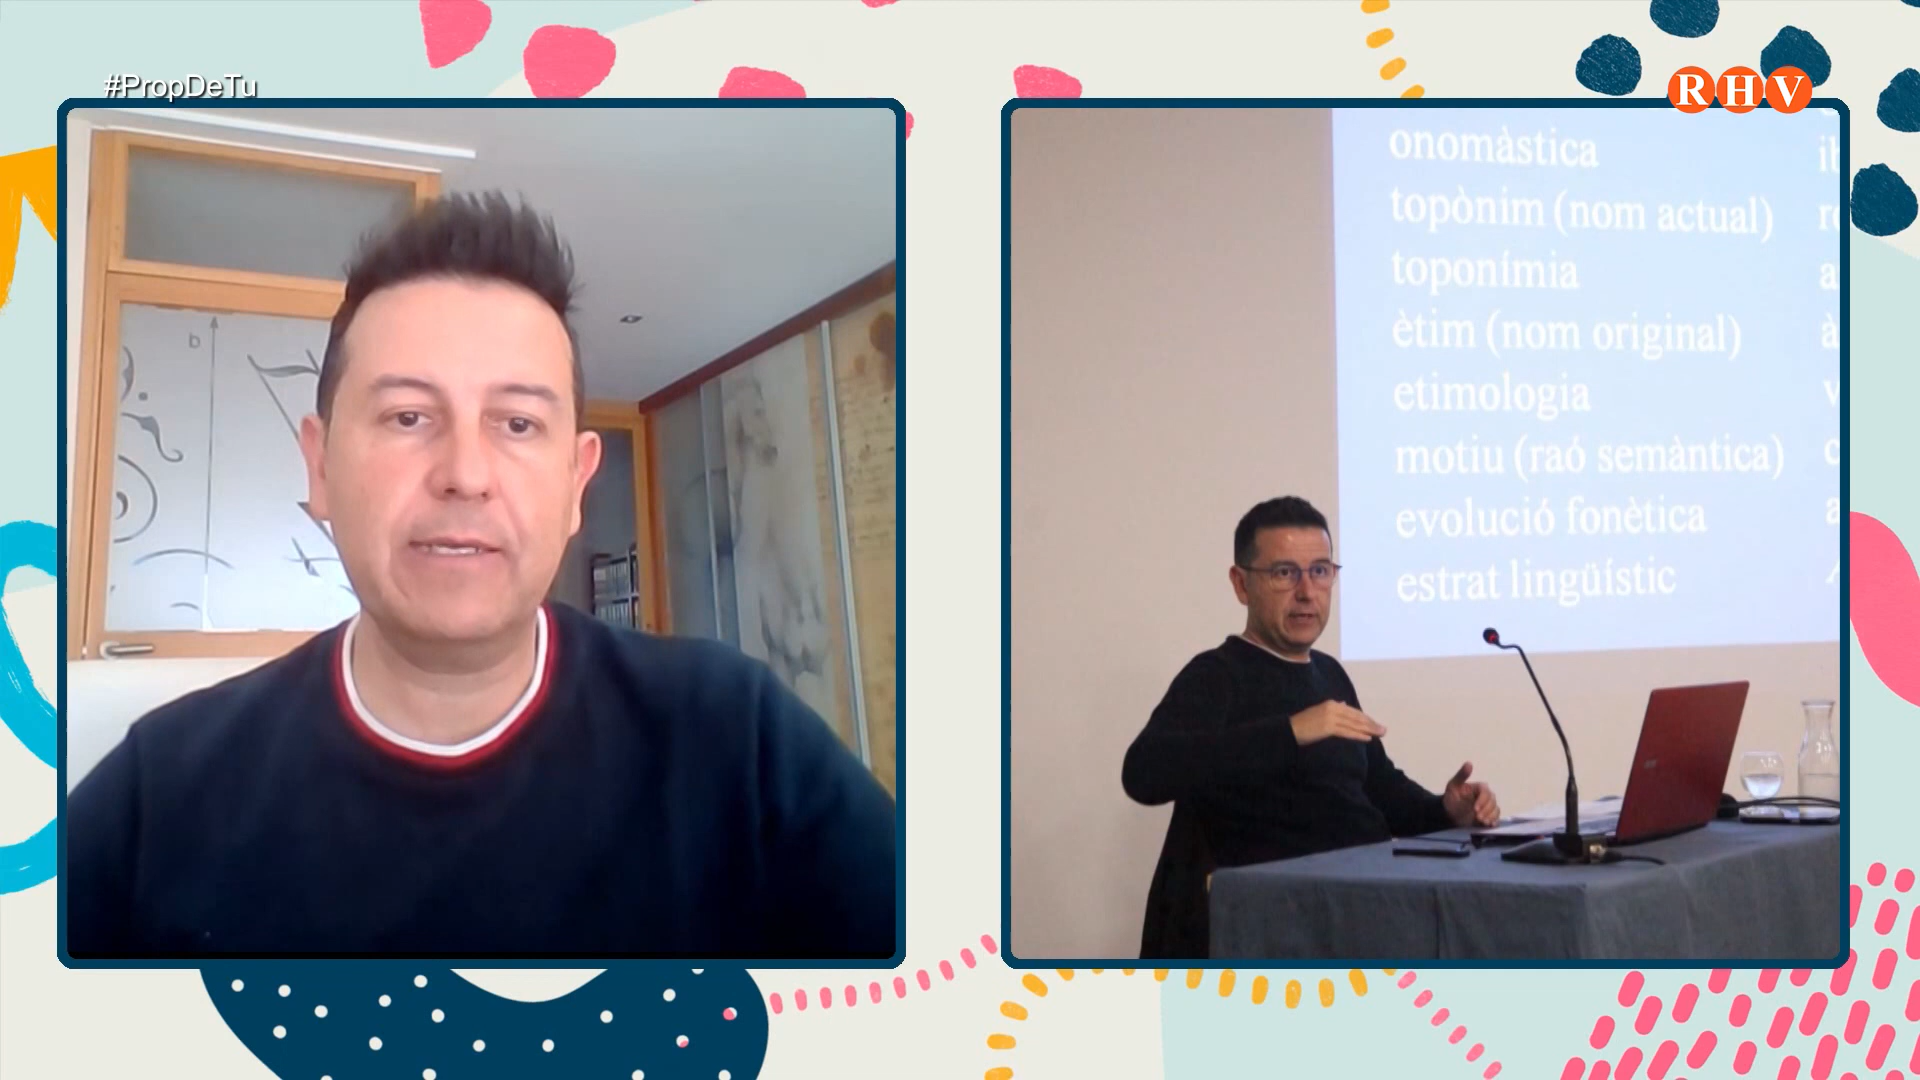 #PropDeTu
RHV
b
onomàstica
topònim (nom actual)
toponímia
ètim (nom original)
etimologia
motiu (raó semàntica)
evolució fonètica
estrat lingüístic